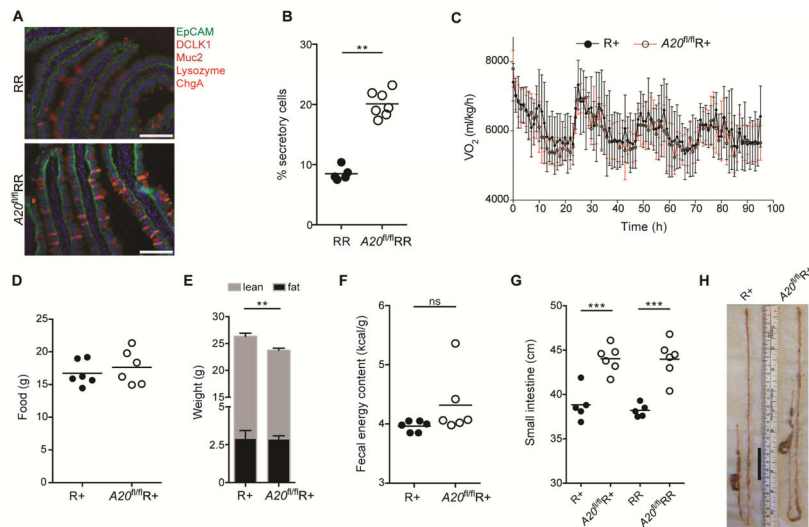 A
RR
A20fl/flRR
EpCAM
DCLK1
Muc2
Lysozyme
ChgA
B
% secretory cells
30
20
10
0
**
RR
A20fl/flRR
C
R+
A20fl/flR+
VO2 (ml/kg/h)
8000
6000
4000
0 10 20 30 40 50 60 70 80 90 100
Time (h)
D
Food (g)
25
20
15
10
5
0
R+
A20fl/flR+
E
lean
fat
**
Weight (g)
30
25
20
15
10
5
2.5
0
R+
A20fl/flR+
F
ns
Fecal energy content (kcal/g)
6
5
4
3
2
R+
A20fl/flR+
G
***
***
Small intestine (cm)
50
45
40
35
30
R+
A20fl/flR+
RR
A20fl/flRR
H
R+
A20fl/flR+